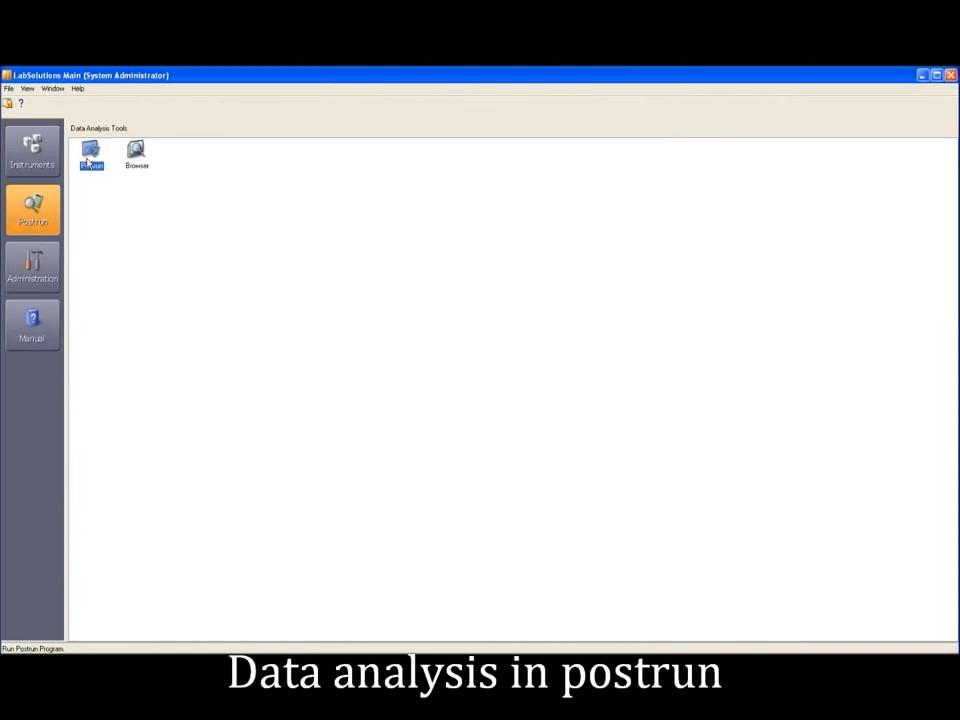 LabSolutions Main (System Administrator)
File View Window Help
?
Data Analysis Tools
Instruments
Postrun
Administration
Manual
Postrun Browser
Run Postrun Program.
Data analysis in postrun